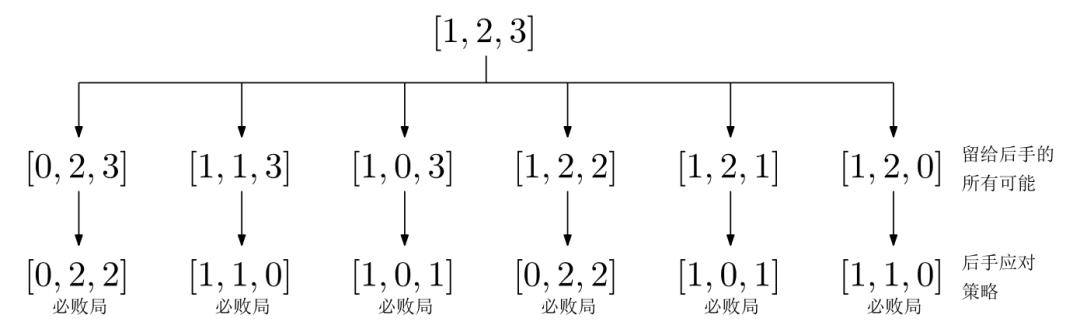 [1, 2, 3]
[0, 2, 3] [1, 1, 3] [1, 0, 3] [1, 2, 2] [1, 2, 1] [1, 2, 0] 留给后手的
所有可能
[0, 2, 2] [1, 1, 0] [1, 0, 1] [0, 2, 2] [1, 0, 1] [1, 1, 0] 后手应对
策略
必败局 必败局 必败局 必败局 必败局 必败局